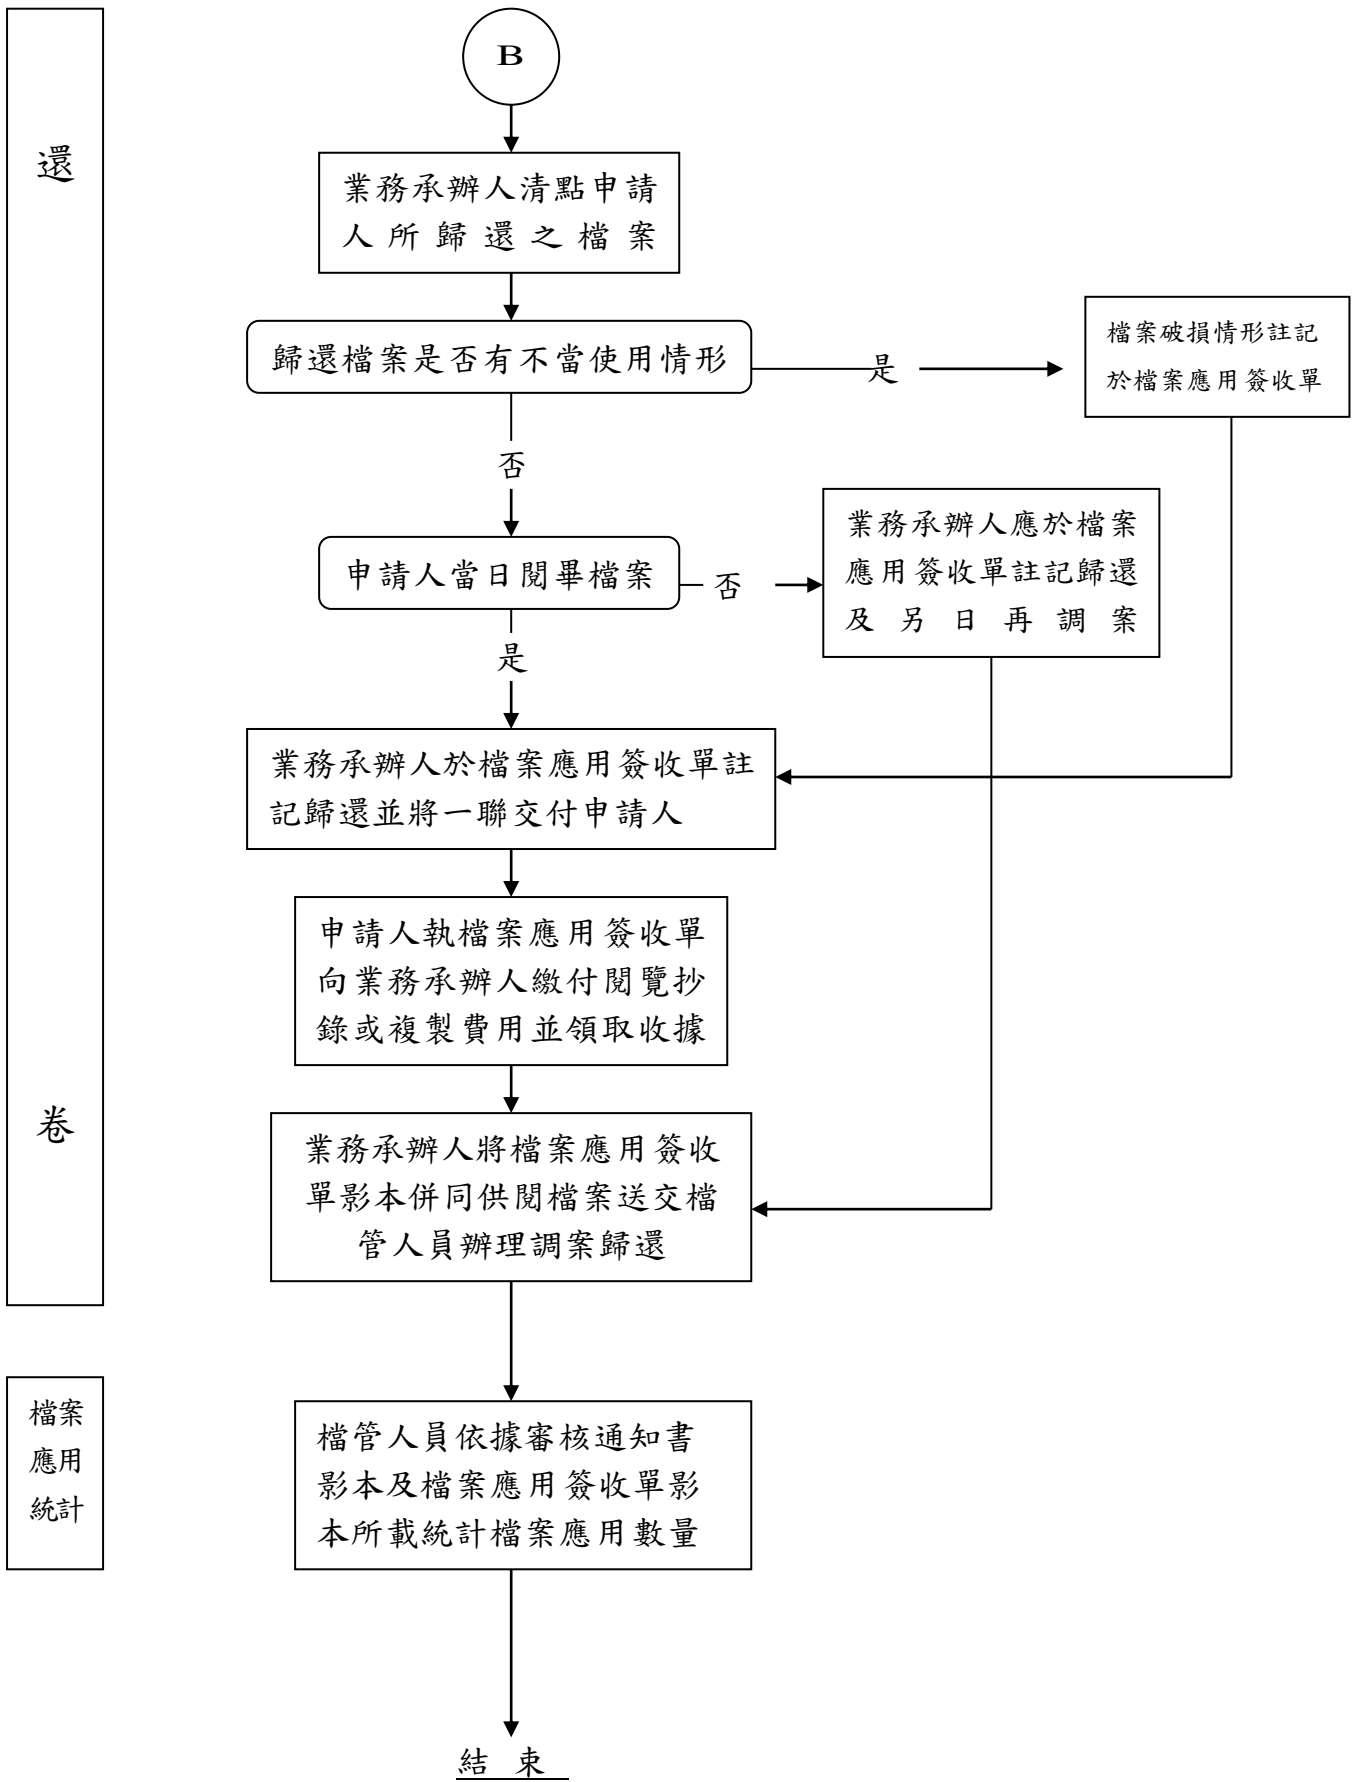 B
還
卷
業務承辦人清點申請
人所歸還之檔案
歸還檔案是否有不當使用情形
是
檔案破損情形註記
於檔案應用簽收單
否
申請人當日閱畢檔案
否
業務承辦人應於檔案
應用簽收單註記歸還
及另日再調案
是
業務承辦人於檔案應用簽收單註
記歸還並將一聯交付申請人
申請人執檔案應用簽收單
向業務承辦人繳付閱覽抄
錄或複製費用並領取收據
業務承辦人將檔案應用簽收
單影本併同供閱檔案送交檔
管人員辦理調案歸還
檔案
應用
統計
檔管人員依據審核通知書
影本及檔案應用簽收單影
本所載統計檔案應用數量
結束